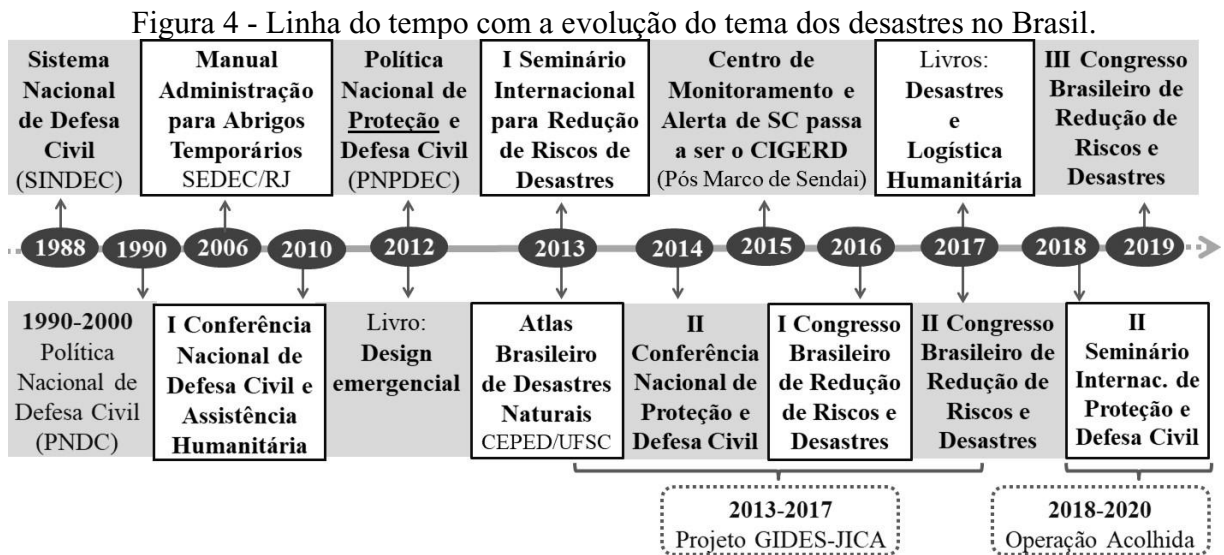 Figura 4 - Linha do tempo com a evolução do tema dos desastres no Brasil.
Sistema
Nacional
de Defesa
Civil
(SINDEC)
Manual
Administração
para Abrigos
Temporários
SEDEC/RJ
Política
Nacional de
Proteção e
Defesa Civil
(PNPDEC)
I Seminário
Internacional
para Redução
de Riscos de
Desastres
Centro de
Monitoramento e
Alerta de SC passa
a ser o CIGERD
(Pós Marco de Sendai)
Livros:
Desastres
e
Logística
Humanitária
III Congresso
Brasileiro de
Redução de
Riscos e
Desastres
1988 1990 2006 2010 2012 2013 2014 2015 2016 2017 2018 2019
1990-2000
Política
Nacional de
Defesa Civil
(PNDC)
I Conferência
Nacional de
Defesa Civil e
Assistência
Humanitária
Livro:
Design
emergencial
Atlas
Brasileiro
de Desastres
Naturais
CEPED/UFSC
II
Conferência
Nacional de
Proteção e
Defesa Civil
I Congresso
Brasileiro
de Redução
de Riscos e
Desastres
II Congresso
Brasileiro de
Redução de
Riscos e
Desastres
II
Seminário
Internac. de
Proteção e
Defesa Civil
2013-2017
Projeto GIDES-JICA
2018-2020
Operação Acolhida